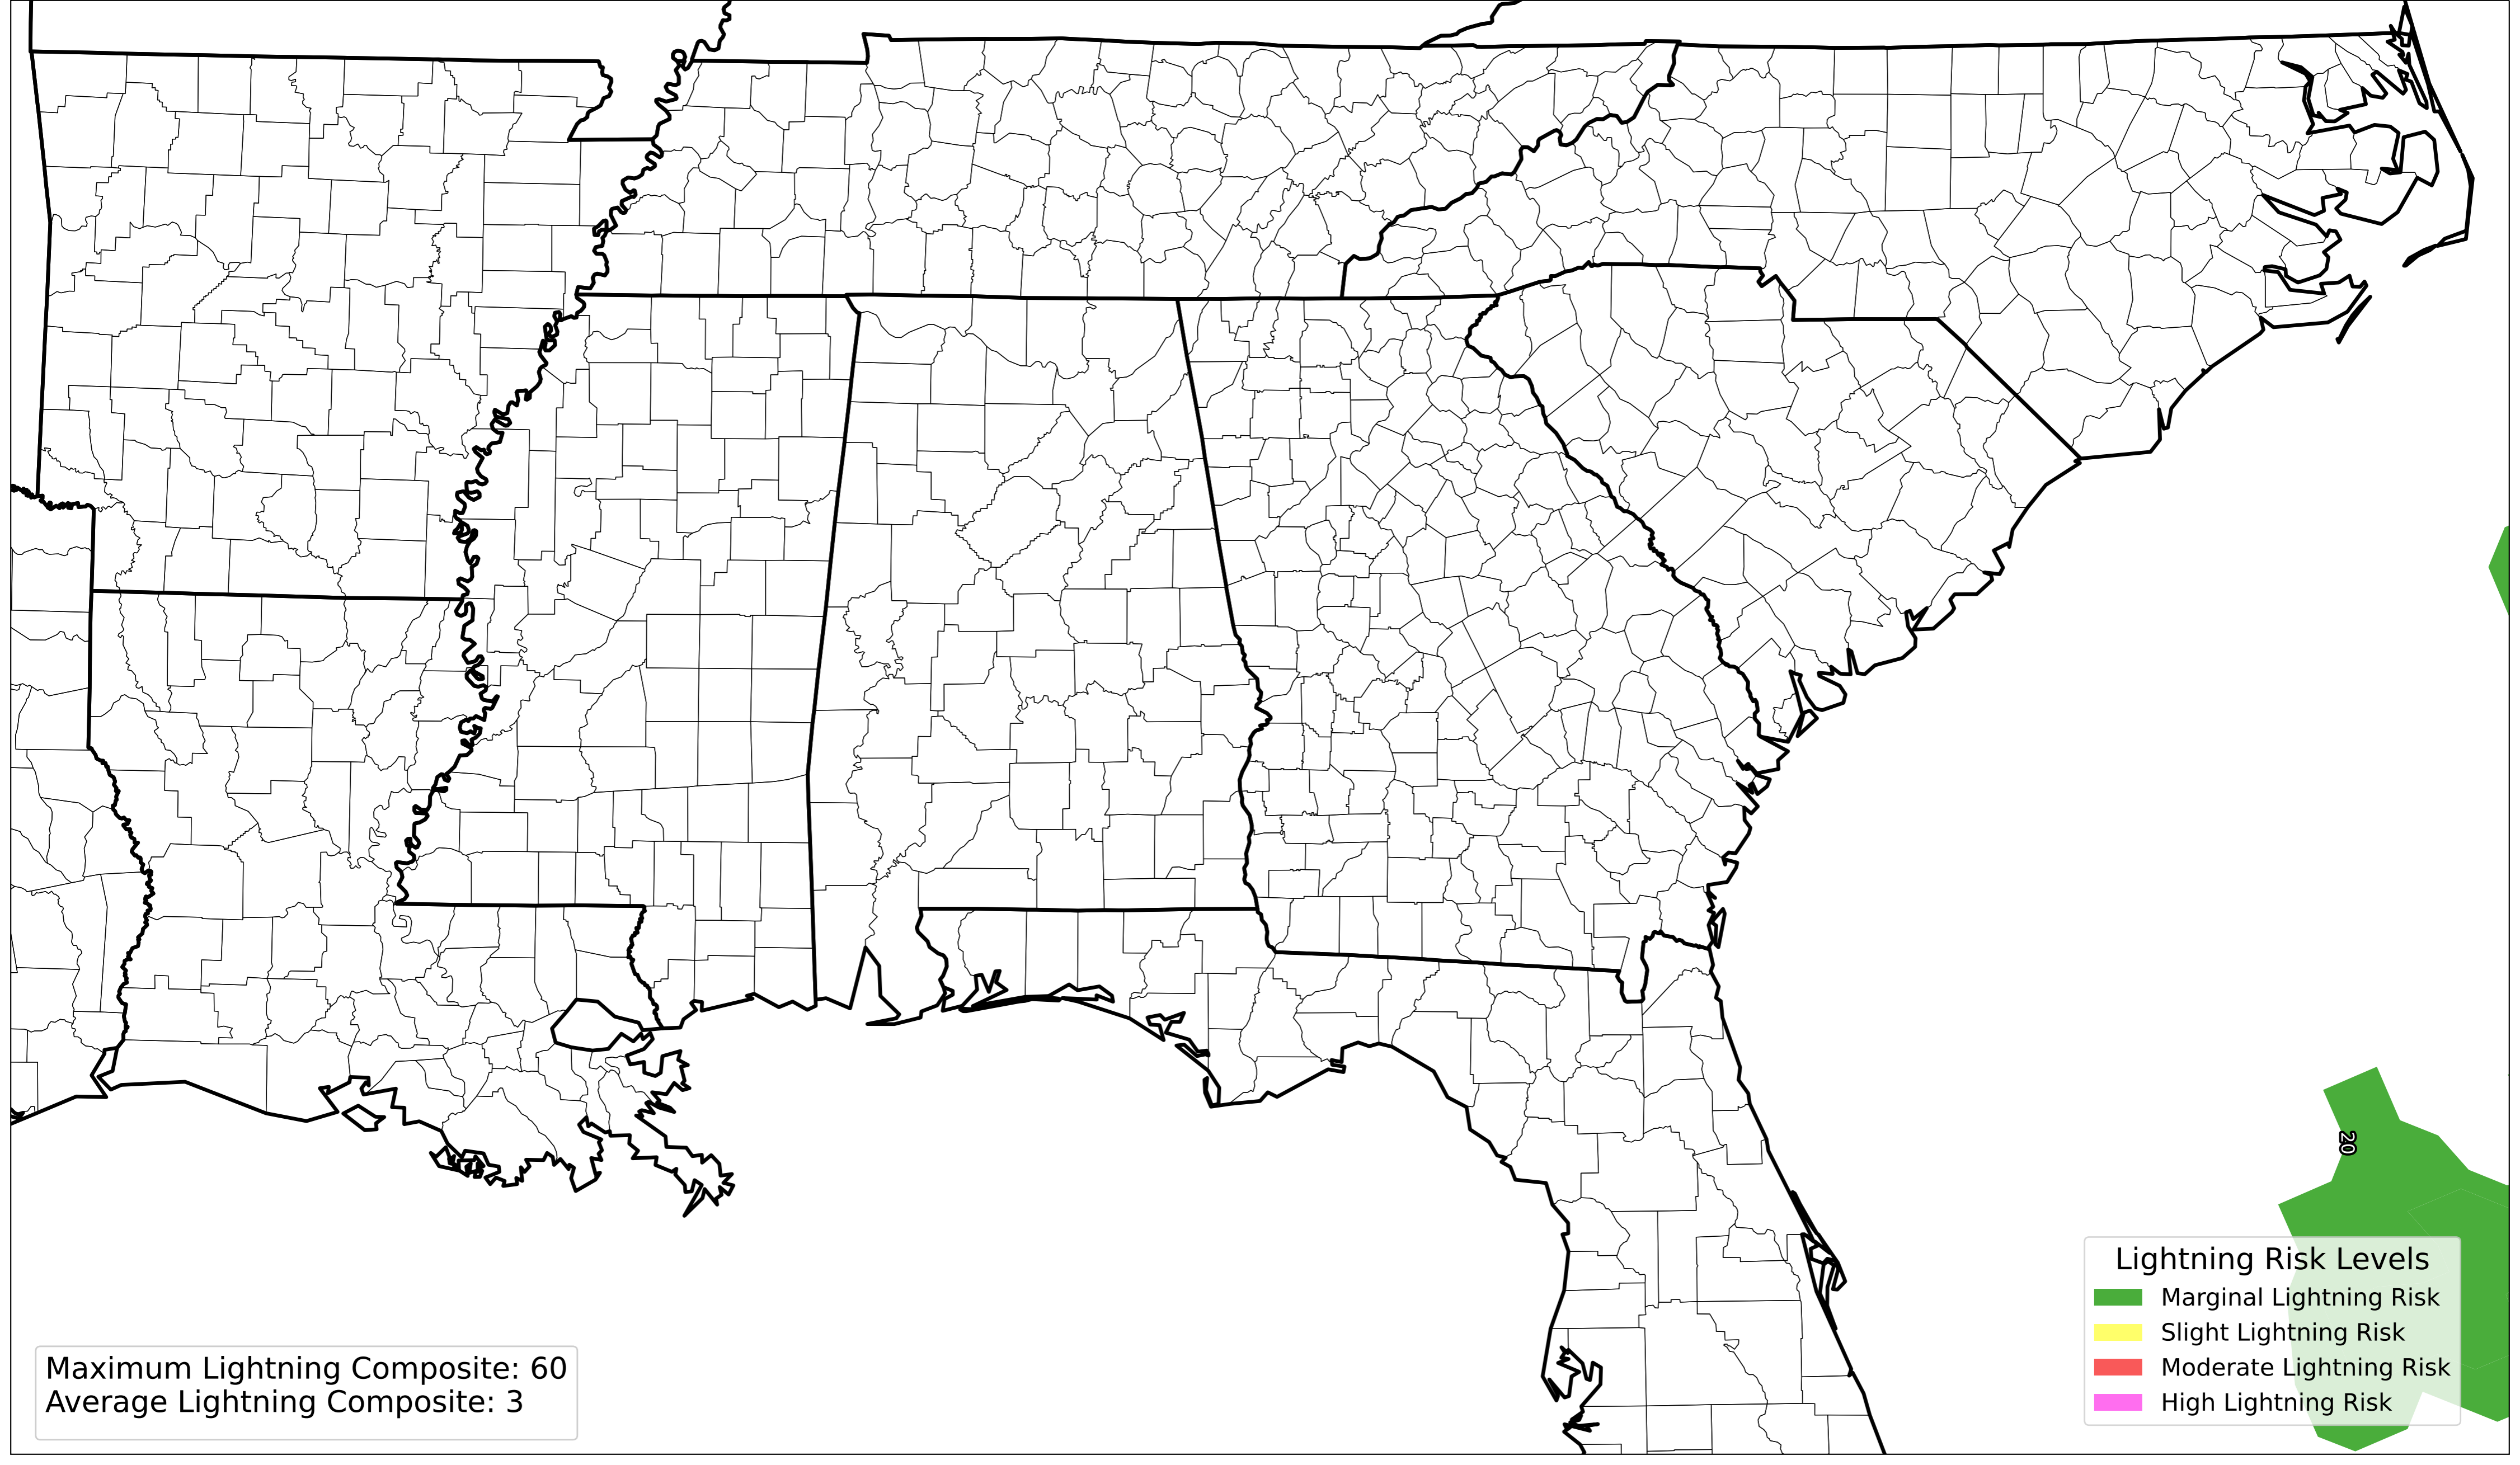 20
Lightning Risk Levels
Marginal Lightning Risk
Slight Lightning Risk
Moderate Lightning Risk
High Lightning Risk
Maximum Lightning Composite: 60
Average Lightning Composite: 3